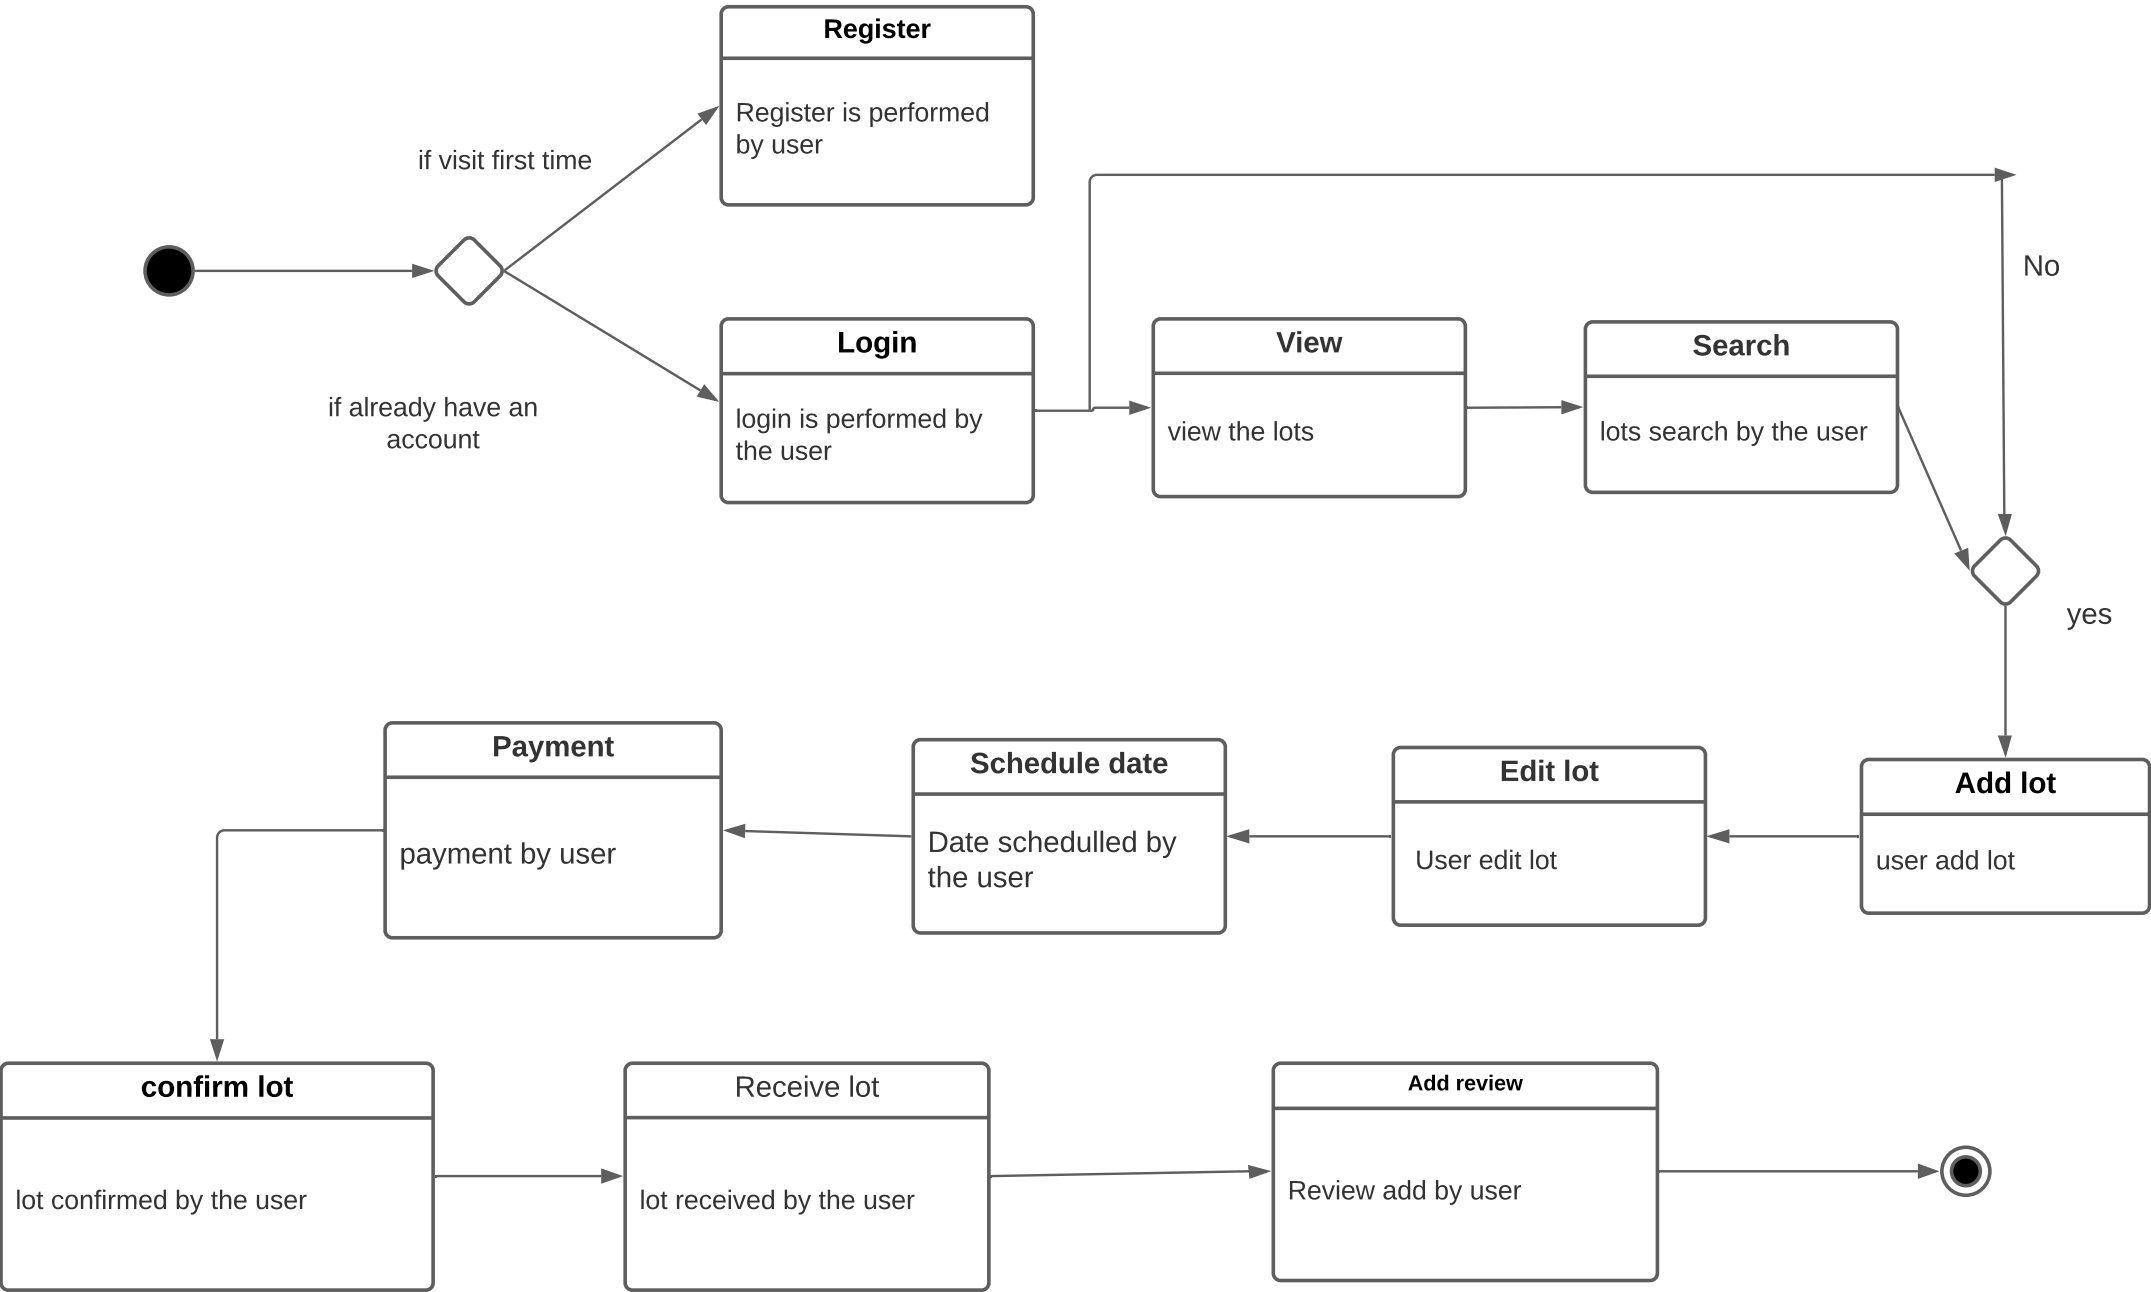 Register
Register is performed
by user
if visit first time
No
Login
login is performed by
the user
View
view the lots
Search
lots search by the user
if already have an
account
yes
Payment
payment by user
Schedule date
Date schedulled by
the user
Edit lot
User edit lot
Add lot
user add lot
confirm lot
lot confirmed by the user
Receive lot
lot received by the user
Add review
Review add by user